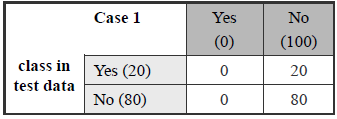 Case 1 Yes No
(0) (100)
class in Yes (20) 0 20
test data No (80) 0 80